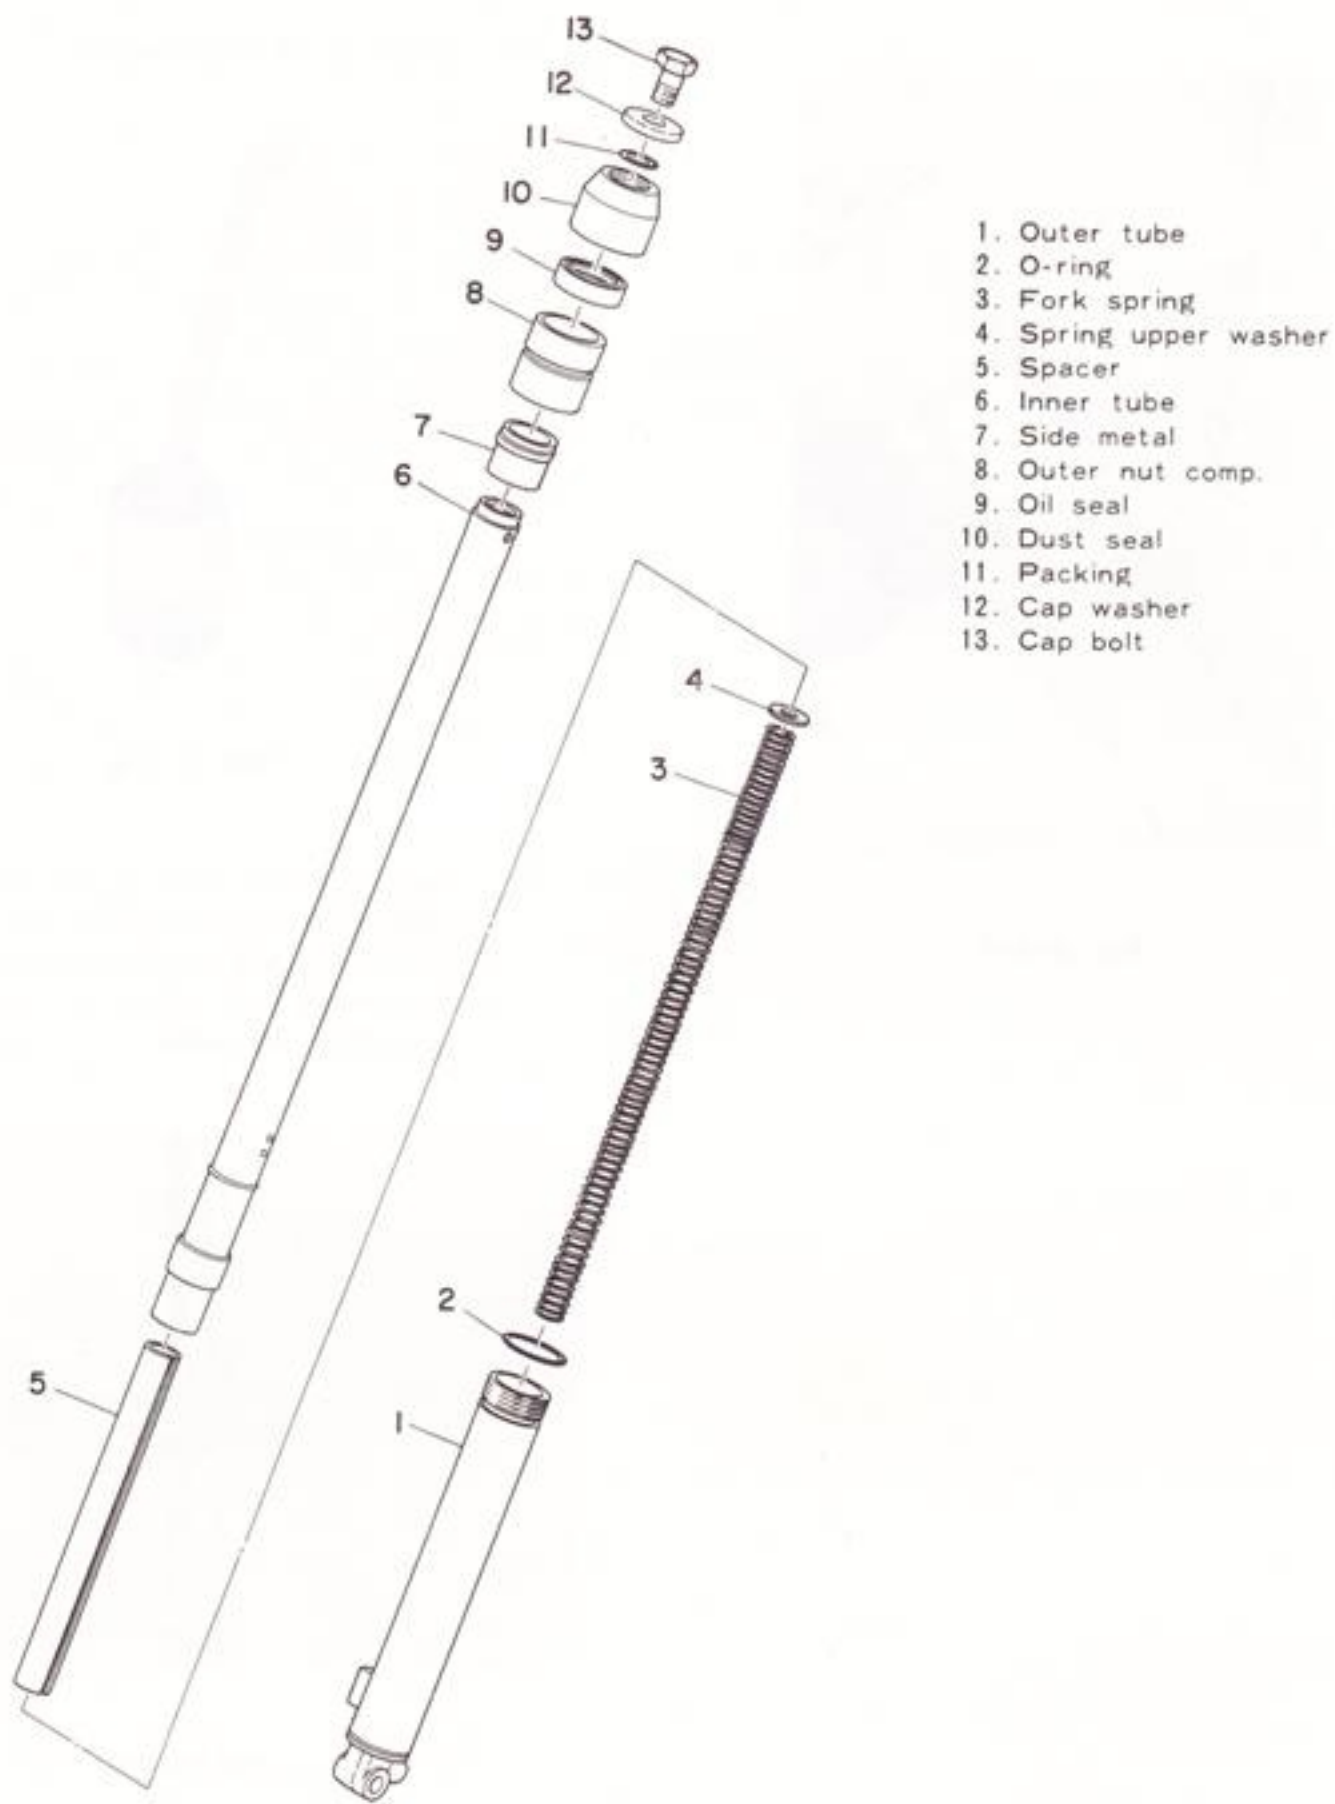 13
12
11
10
9
8
7
6
4
3
2
5
1
1. Outer tube
2. O-ring
3. Fork spring
4. Spring upper washer
5. Spacer
6. Inner tube
7. Side metal
8. Outer nut comp.
9. Oil seal
10. Dust seal
11. Packing
12. Cap washer
13. Cap bolt